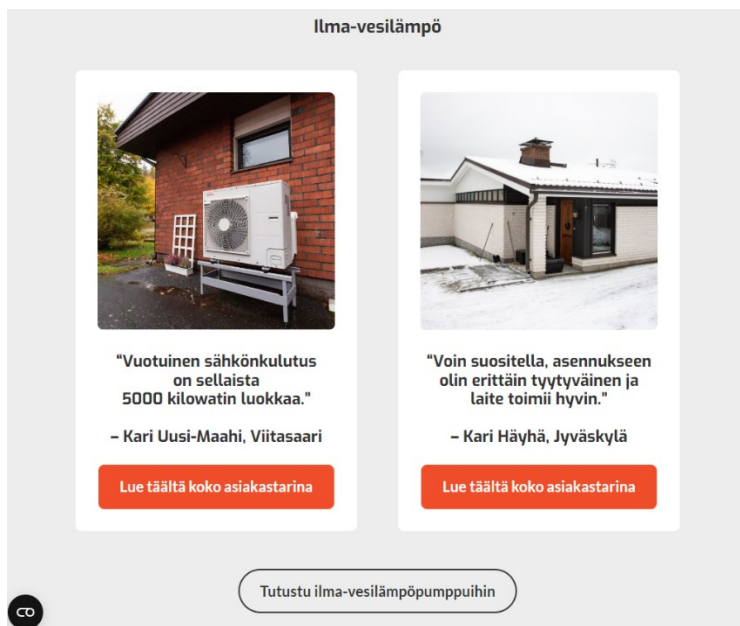 Ilma-vesilämpö
“Vuotuinen sähkönkulutus
on sellaista
5000 kilowatin luokkaa.”
– Kari Uusi-Maahi, Viitasaari
Lue täältä koko asiakastarina
“Voin suositella, asennukseen
olin erittäin tyytyväinen ja
laite toimii hyvin.”
– Kari Häyhä, Jyväskylä
Lue täältä koko asiakastarina
Tutustu ilma-vesilämpöpumppuihin